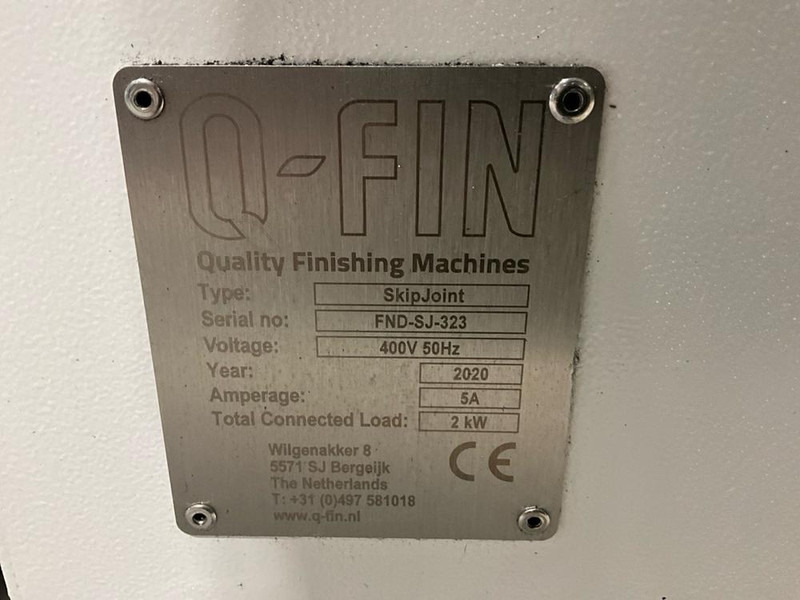 Q-FIN
Quality Finishing Machines
Type: SkipJoint
Serial no: FND-SJ-323
Voltage: 400V 50Hz
Year: 2020
Amperage: 5A
Total Connected Load: 2 kW
Wilgenakker 8
5571 SJ Bergeijk
The Netherlands
T: +31 (0)497 581018
www.q-fin.nl
CE